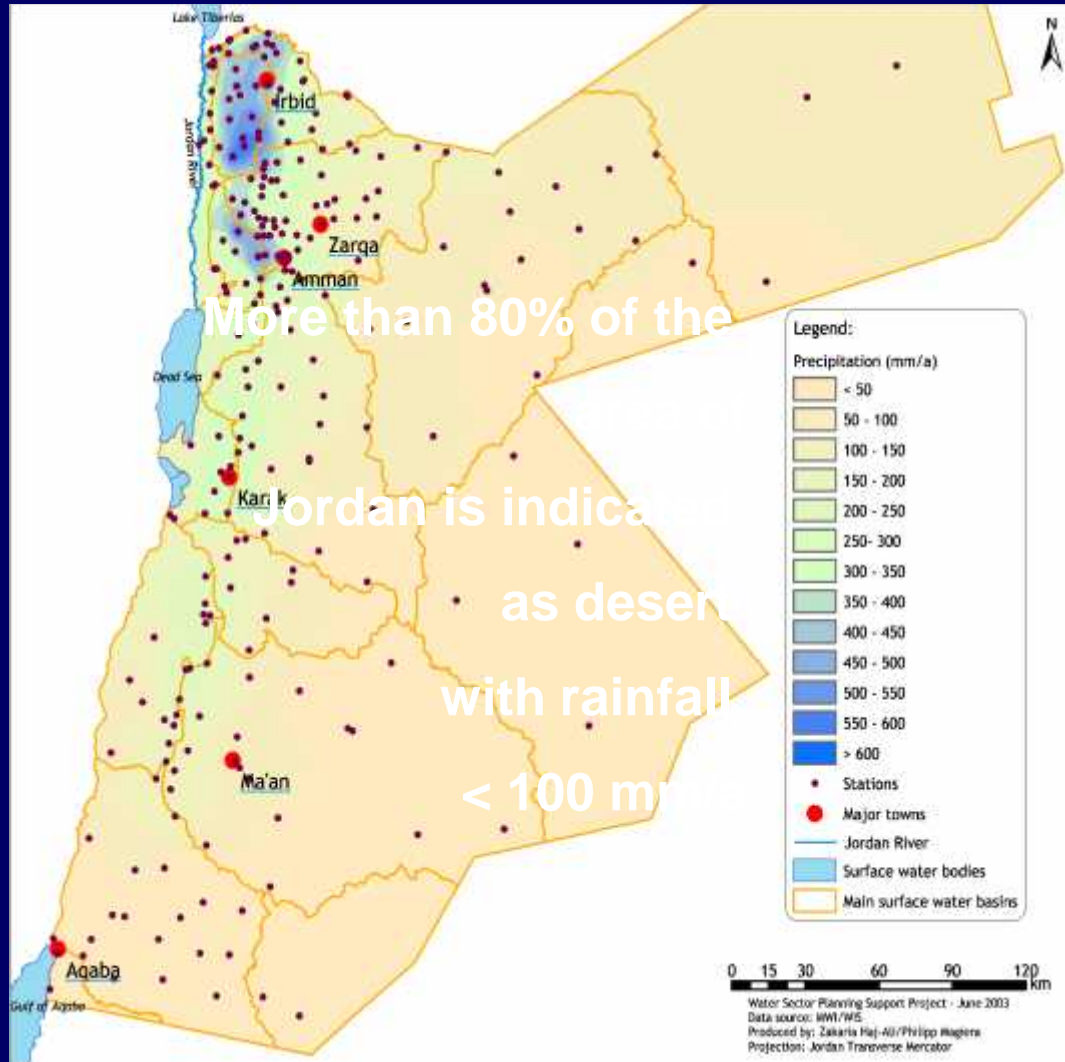 Lake Tiberias
N
Irbid
Jordan River
Zarqa
Amman
More than 80% of the
Dead Sea
Karak
Jordan is
as
with rainfall
Ma'an
< 100
Aqaba
Gulf of Aqaba
Legend:
Precipitation (mm/a)
< 50
50 - 100
100 - 150
150 - 200
200 - 250
250- 300
300 - 350
350 - 400
400 - 450
450 - 500
500 - 550
550 - 600
> 600
Stations
Major towns
Jordan River
Surface water bodies
Main surface water basins
0 15 30 60 90 120
km
Water Sector Planning Support Project - June 2003
Data source: MWI/WIS
Produced by: Zakaria Haj-Ali/Philipp Magiera
Projection: Jordan Transverse Mercator